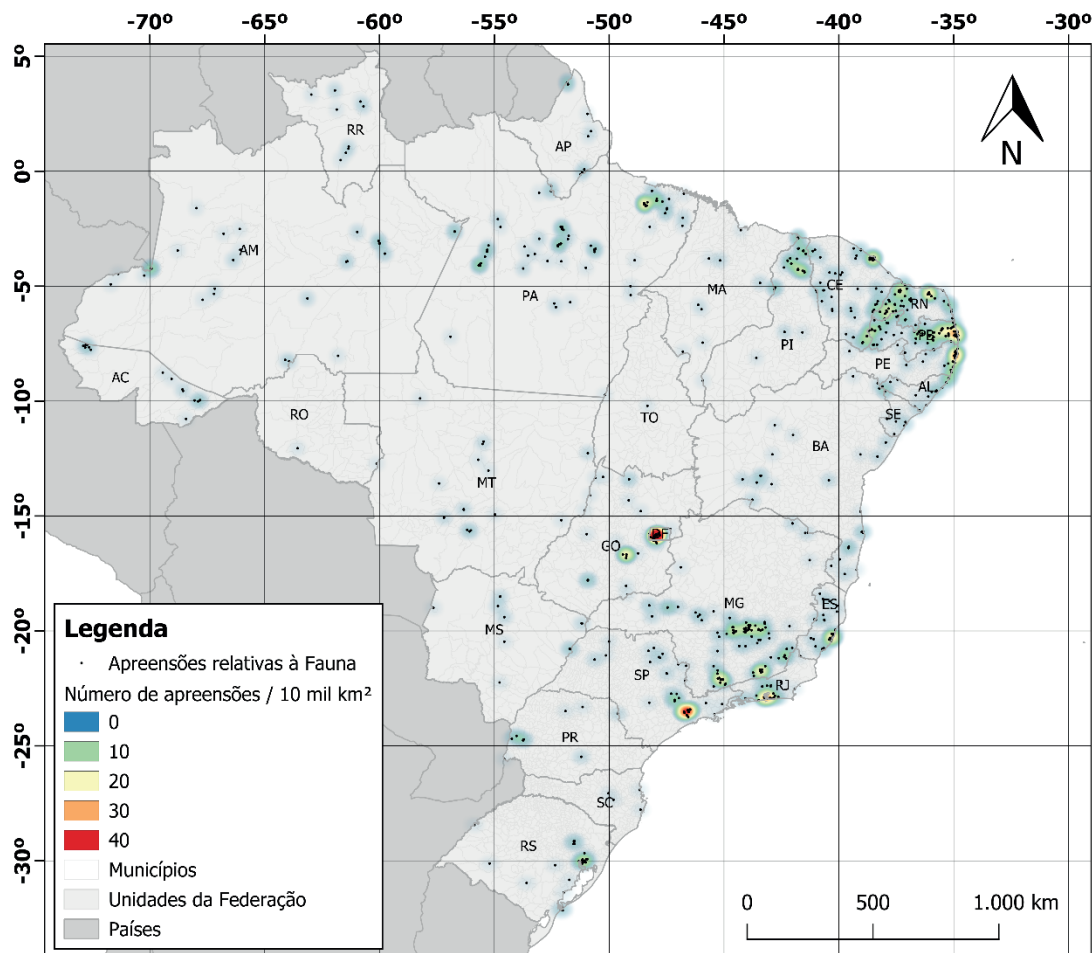 -70º -65º -60º -55º -50º -45º -40º -35º -30º
5º
0º
-5º
-10º
-15º
-20º
-25º
-30º
N
RR
AP
AM
PA
MA
CE
RN
PB
PI
PE
AC
AL
RO
TO
SE
BA
MT
DF
GO
MG
ES
MS
SP
RJ
PR
SC
RS
Legenda
Apreensões relativas à Fauna
Número de apreensões / 10 mil km²
0
10
20
30
40
Municípios
Unidades da Federação
Países
0 500 1.000 km